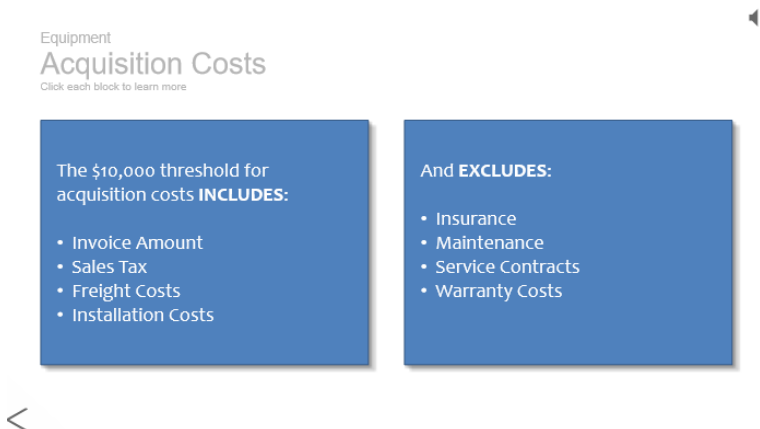 Equipment
Acquisition Costs
Click each block to learn more
The $10,000 threshold for
acquisition costs INCLUDES:
• Invoice Amount
• Sales Tax
• Freight Costs
• Installation Costs
And EXCLUDES:
• Insurance
• Maintenance
• Service Contracts
• Warranty Costs